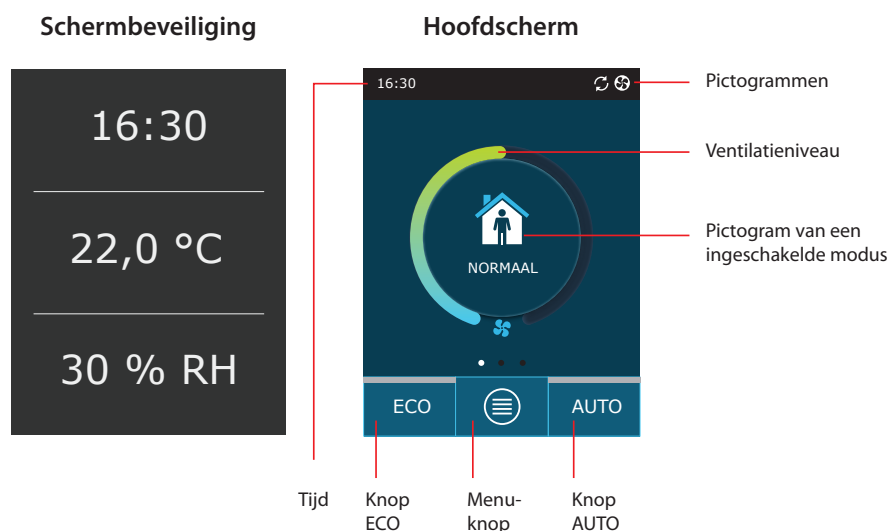 Schermbeveiliging
Hoofdscherm
16:30
22,0 °C
30 % RH
16:30
NORMAAL
ECO
AUTO
Pictogrammen
Ventilatieniveau
Pictogram van een
ingeschakelde modus
Tijd
Knop
ECO
Menu-
knop
Knop
AUTO